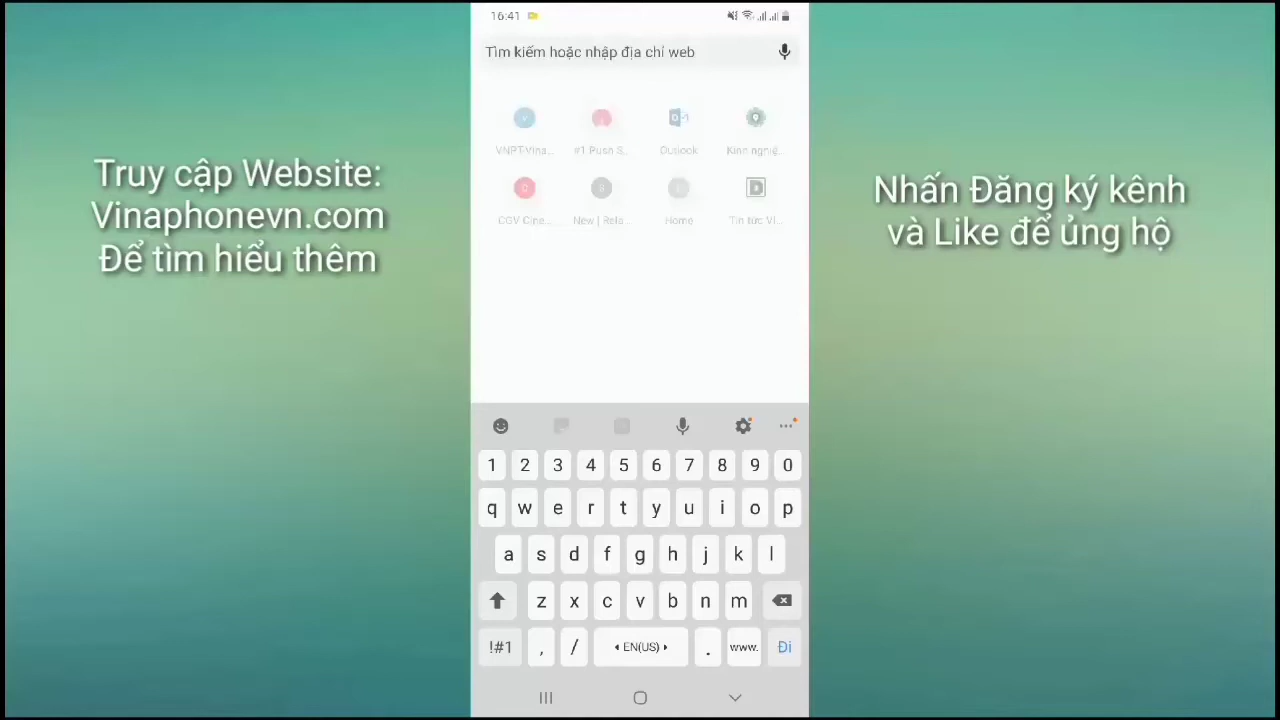 16:41
Tìm kiếm hoặc nhập địa chỉ web
VNPT-Vina... #1 Push S... Outlook Kinh nghiệ...
CGV Cine... New | Rela... Home Tin tức VI...
Truy cập Website:
Vinaphonevn.com
Để tìm hiểu thêm
Nhấn Đăng ký kênh
và Like để ủng hộ
1 2 3 4 5 6 7 8 9 0
q w e r t y u i o p
a s d f g h j k l
z x c v b n m
!#1 , / EN(US) . www. Đi